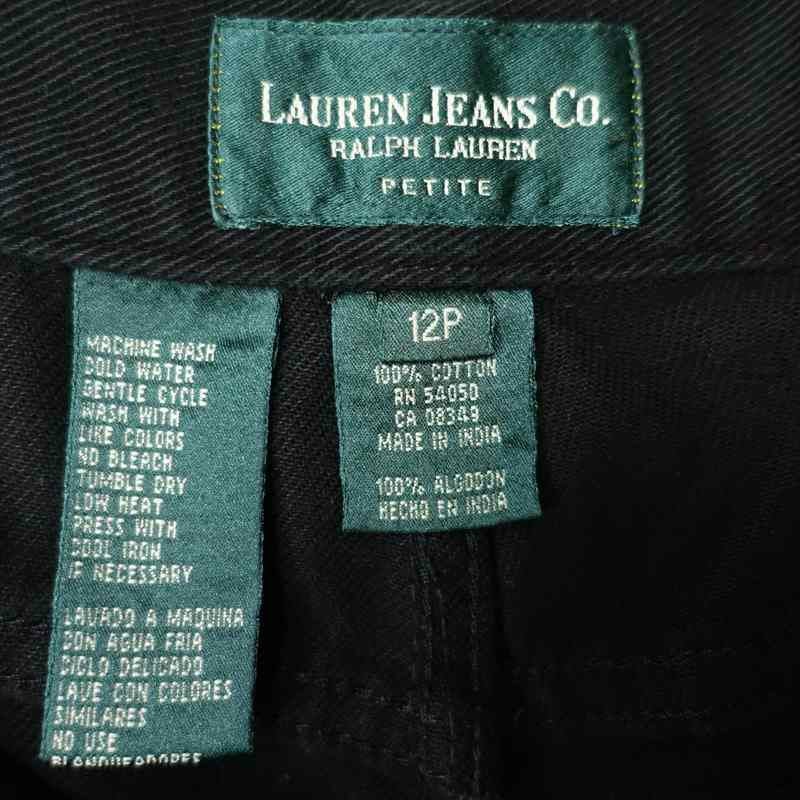 LAUREN JEANS CO.
RALPH LAUREN
PETITE
MACHINE WASH
COLD WATER
GENTLE CYCLE
WASH WITH
LIKE COLORS
NO BLEACH
TUMBLE DRY
LOW HEAT
PRESS WITH
COOL IRON
IF NECESSARY
LAVADO A MAQUINA
CON AGUA FRIA
CICLO DELICADO
LAVE CON COLORES
SIMILARES
NO USE
BLANQUEADORES
12P
100% COTTON
RN 54050
CA 08349
MADE IN INDIA
100% ALGODON
HECHO EN INDIA